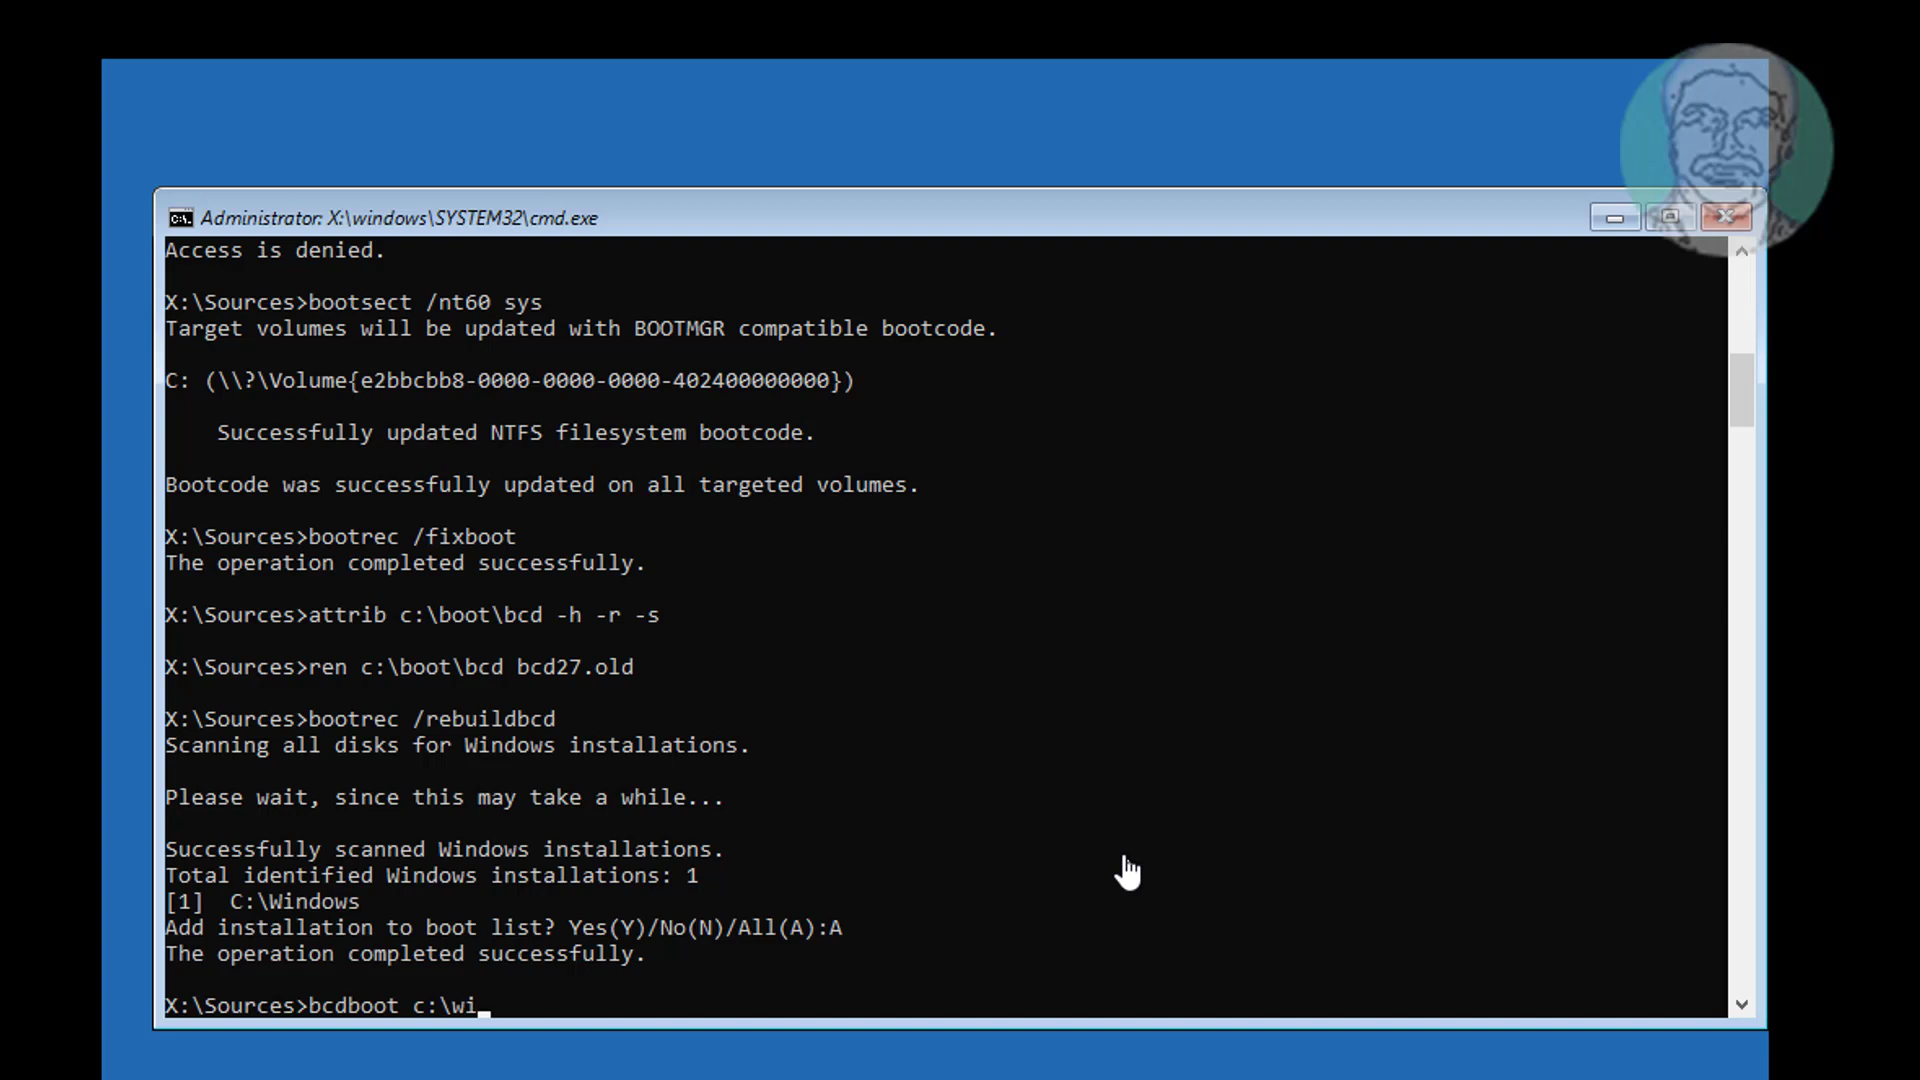 Administrator: X:\windows\SYSTEM32\cmd.exe
Access is denied.
X:\Sources>bootsect /nt60 sys
Target volumes will be updated with BOOTMGR compatible bootcode.
C: (\\?\Volume{e2bbcbb8-0000-0000-0000-402400000000})
Successfully updated NTFS filesystem bootcode.
Bootcode was successfully updated on all targeted volumes.
X:\Sources>bootrec /fixboot
The operation completed successfully.
X:\Sources>attrib c:\boot\bcd -h -r -s
X:\Sources>ren c:\boot\bcd bcd27.old
X:\Sources>bootrec /rebuildbcd
Scanning all disks for Windows installations.
Please wait, since this may take a while...
Successfully scanned Windows installations.
Total identified Windows installations: 1
[1]  C:\Windows
Add installation to boot list? Yes(Y)/No(N)/All(A):A
The operation completed successfully.
X:\Sources>bcdboot c:\wi_